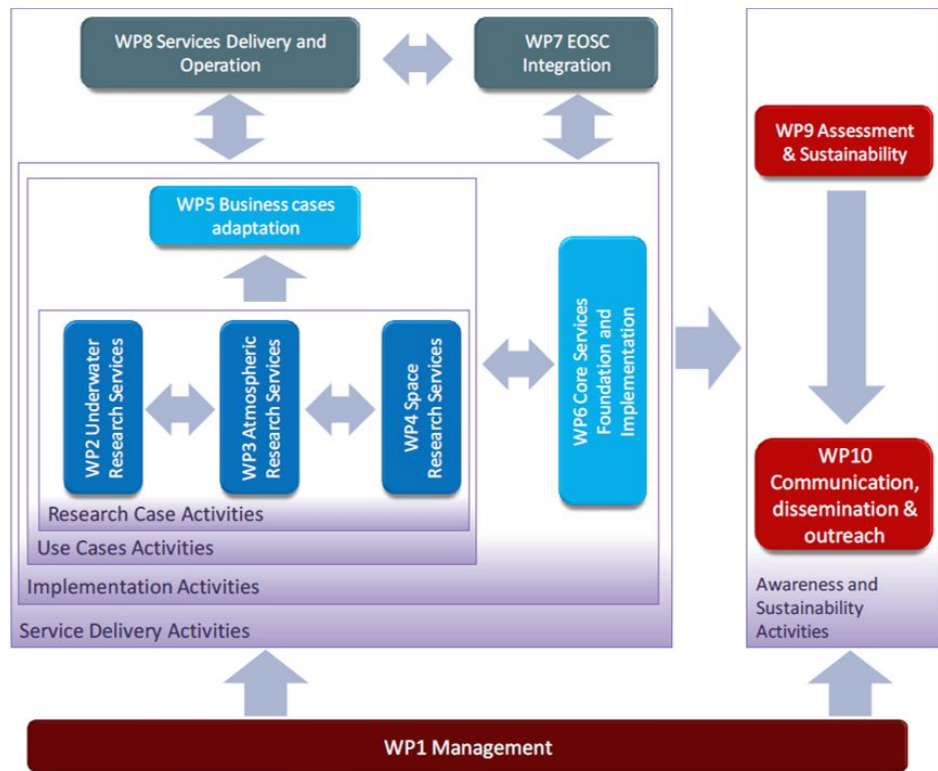 WP8 Services Delivery and
Operation
WP7 EOSC
Integration
WP9 Assessment
& Sustainability
WP5 Business cases
adaptation
WP2 Underwater
Research Services
WP3 Atmospheric
Research Services
WP4 Space
Research Services
WP6 Core Services
Foundation and
Implementation
WP10
Communication,
dissemination &
outreach
Research Case Activities
Use Cases Activities
Implementation Activities
Service Delivery Activities
Awareness and
Sustainability
Activities
WP1 Management